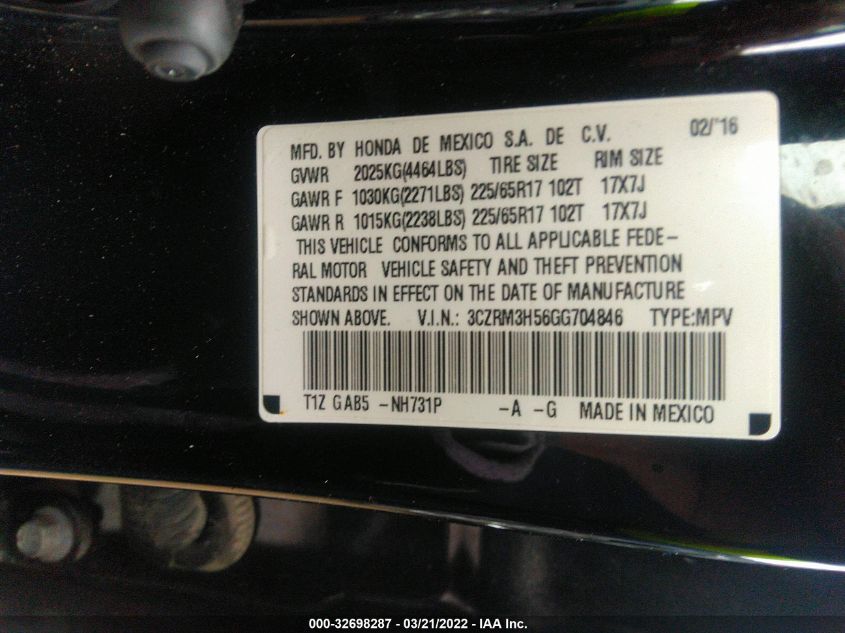 MFD. BY HONDA DE MEXICO S.A. DE C.V. 02/'16
GVWR 2025KG(4464LBS) TIRE SIZE RIM SIZE
GAWR F 1030KG(2271LBS) 225/65R17 102T 17X7J
GAWR R 1015KG(2238LBS) 225/65R17 102T 17X7J
THIS VEHICLE CONFORMS TO ALL APPLICABLE FEDE-
RAL MOTOR VEHICLE SAFETY AND THEFT PREVENTION
STANDARDS IN EFFECT ON THE DATE OF MANUFACTURE
SHOWN ABOVE. V.I.N.: 3CZRM3H56GG704846 TYPE:MPV
T1Z GAB5 -NH731P -A -G MADE IN MEXICO
000-32698287 - 03/21/2022 - IAA Inc.